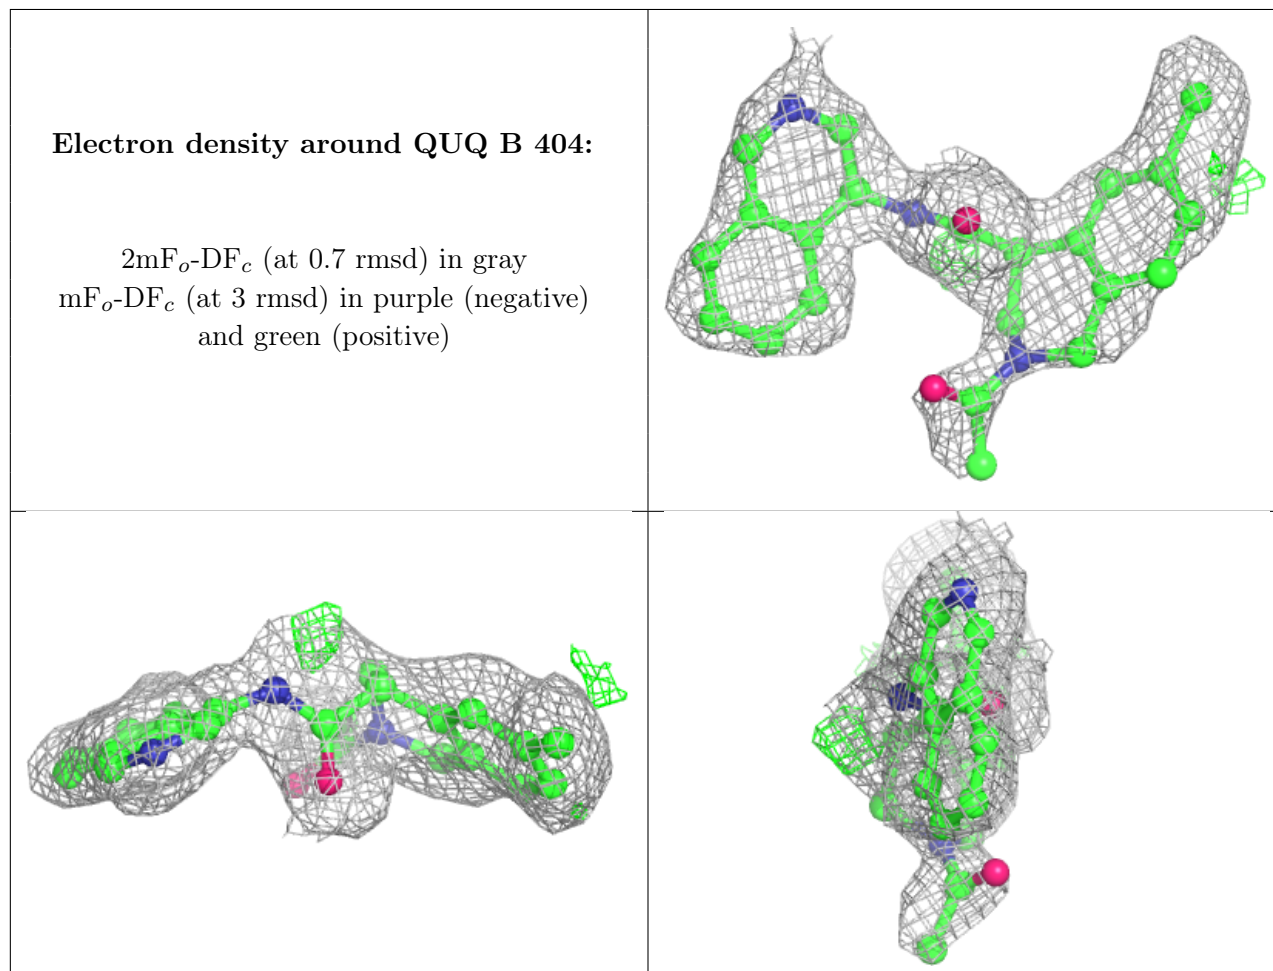 Electron density around QUQ B 404:
2mFₒ-DF𝒸 (at 0.7 rmsd) in gray
mFₒ-DF𝒸 (at 3 rmsd) in purple (negative)
and green (positive)